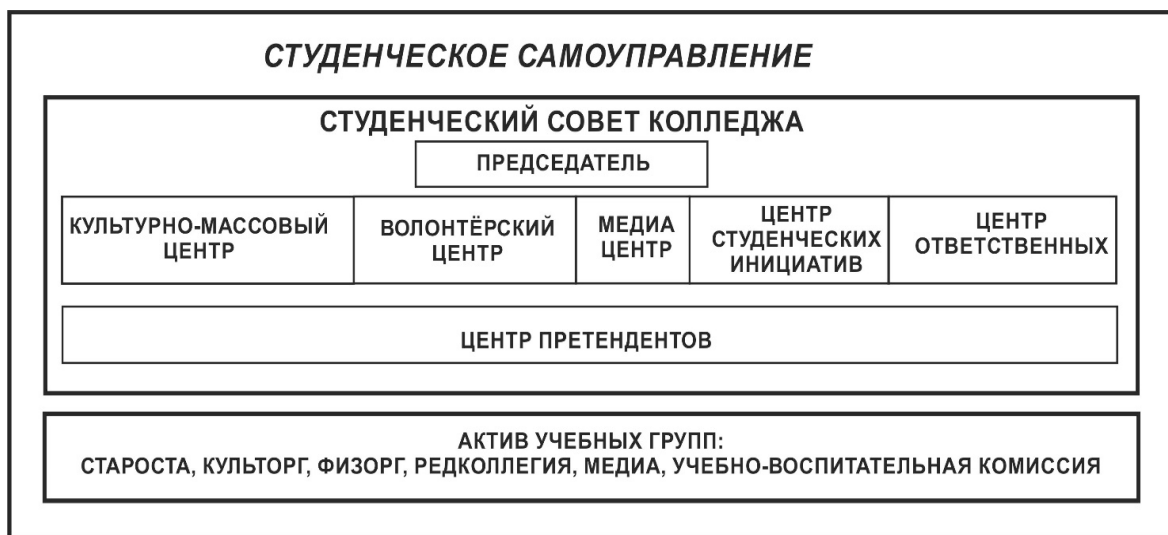 СТУДЕНЧЕСКОЕ САМОУПРАВЛЕНИЕ
СТУДЕНЧЕСКИЙ СОВЕТ КОЛЛЕДЖА
ПРЕДСЕДАТЕЛЬ
КУЛЬТУРНО-МАССОВЫЙ
ЦЕНТР
ВОЛОНТЁРСКИЙ
ЦЕНТР
МЕДИА
ЦЕНТР
ЦЕНТР
СТУДЕНЧЕСКИХ
ИНИЦИАТИВ
ЦЕНТР
ОТВЕТСТВЕННЫХ
ЦЕНТР ПРЕТЕНДЕНТОВ
АКТИВ УЧЕБНЫХ ГРУПП:
СТАРОСТА, КУЛЬТОРГ, ФИЗОРГ, РЕДКОЛЛЕГИЯ, МЕДИА, УЧЕБНО-ВОСПИТАТЕЛЬНАЯ КОМИССИЯ